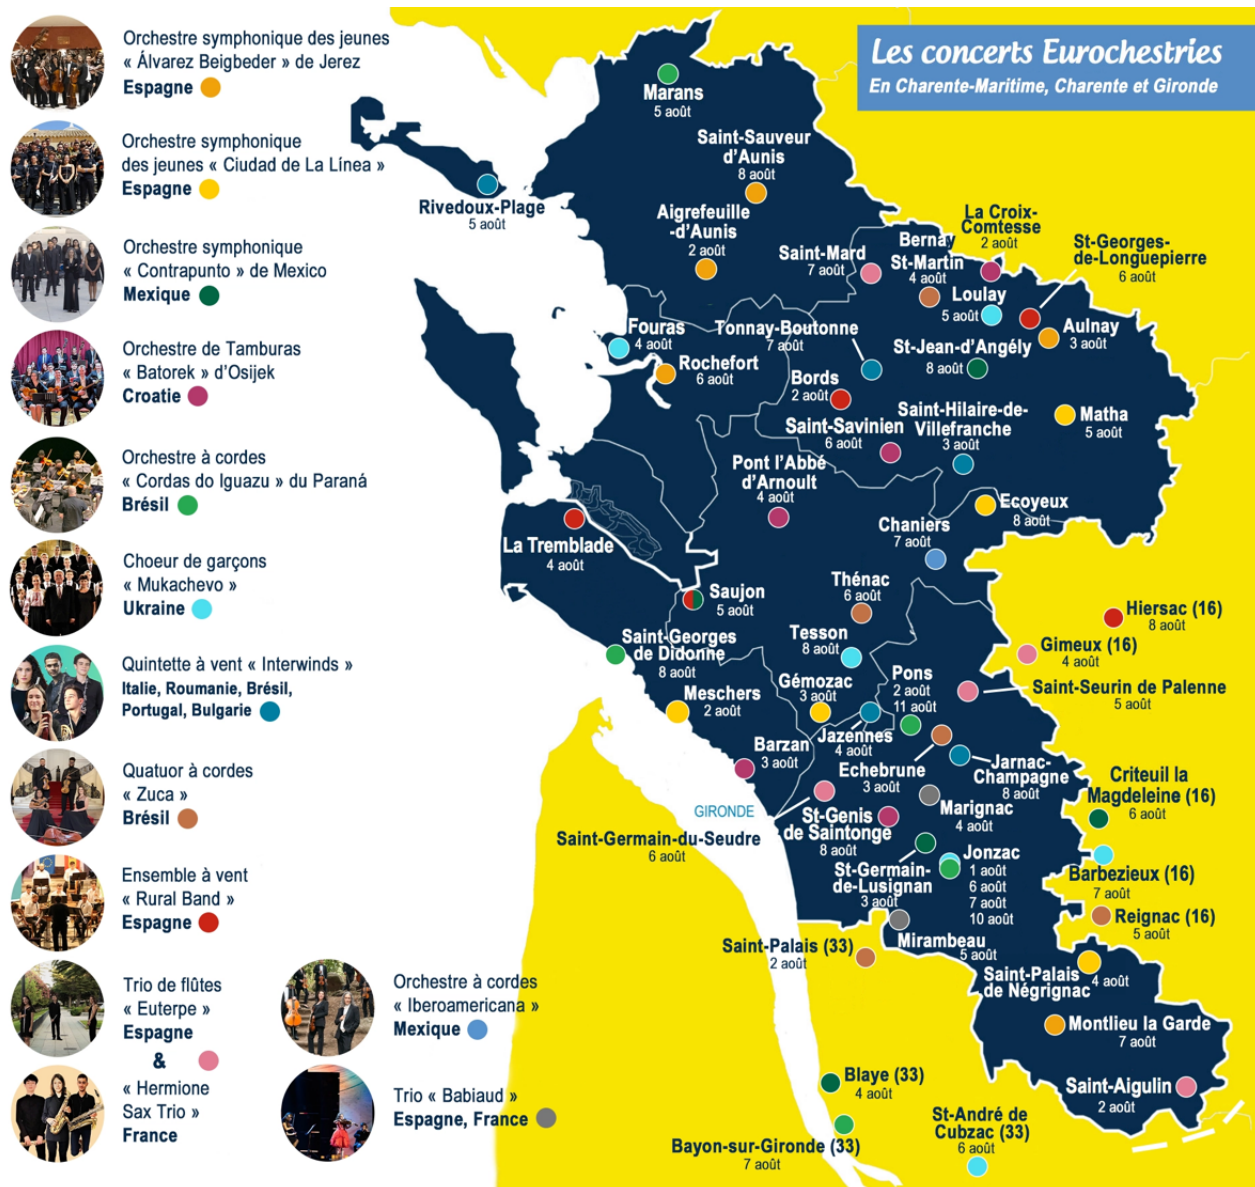 Les concerts Eurochestries
En Charente-Maritime, Charente et Gironde
Orchestre symphonique des jeunes
« Álvarez Beigbeder » de Jerez
Espagne
Orchestre symphonique
des jeunes « Ciudad de La Línea »
Espagne
Orchestre symphonique
« Contrapunto » de Mexico
Mexique
Orchestre de Tamburas
« Batorek » d'Osijek
Croatie
Orchestre à cordes
« Cordas do Iguazu » du Paraná
Brésil
Choeur de garçons
« Mukachevo »
Ukraine
Quintette à vent « Interwinds »
Italie, Roumanie, Brésil,
Portugal, Bulgarie
Quatuor à cordes
« Zuca »
Brésil
Ensemble à vent
« Rural Band »
Espagne
Trio de flûtes
« Euterpe »
Espagne
&
« Hermione
Sax Trio »
France
Orchestre à cordes
« Iberoamericana »
Mexique
Trio « Babiaud »
Espagne, France
Marans
5 août
Saint-Sauveur
d'Aunis
8 août
Rivedoux-Plage
5 août
Aigrefeuille
-d'Aunis
2 août
Saint-Mard
7 août
Bernay
St-Martin
4 août
La Croix-
Comtesse
2 août
St-Georges-
de-Longuepierre
6 août
Loulay
5 août
Aulnay
3 août
Fouras
4 août
Tonnay-Boutonne
7 août
St-Jean-d'Angély
8 août
Rochefort
6 août
Bords
2 août
Saint-Hilaire-de-
Villefranche
3 août
Matha
5 août
Saint-Savinien
6 août
Pont l'Abbé
d'Arnoult
4 août
Ecoyeux
8 août
Chaniers
7 août
La Tremblade
4 août
Thénac
6 août
Saujon
5 août
Hiersac (16)
8 août
Saint-Georges
de Didonne
8 août
Tesson
8 août
Gimeux (16)
4 août
Pons
2 août
11 août
Saint-Seurin de Palenne
5 août
Meschers
2 août
Gémozac
3 août
Jazennes
4 août
Barzan
3 août
Echebrune
3 août
Jarnac-
Champagne
8 août
Criteuil la
Magdeleine (16)
6 août
GIRONDE
Saint-Germain-du-Seudre
6 août
St-Genis
de Saintonge
8 août
Marignac
4 août
St-Germain-
de-Lusignan
3 août
Jonzac
1 août
6 août
7 août
10 août
Barbezieux (16)
7 août
Reignac (16)
5 août
Mirambeau
5 août
Saint-Palais (33)
2 août
Saint-Palais
de Négrignac
4 août
Montlieu la Garde
7 août
Blaye (33)
4 août
Saint-Aigulin
2 août
St-André de
Cubzac (33)
6 août
Bayon-sur-Gironde (33)
7 août